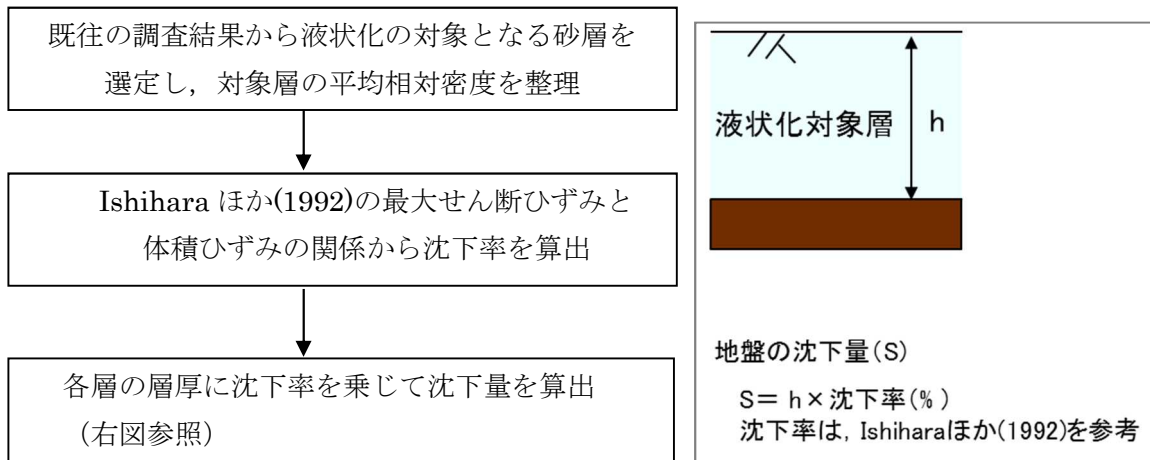 既往の調査結果から液状化の対象となる砂層を
選定し，対象層の平均相対密度を整理
Ishihara ほか(1992)の最大せん断ひずみと
体積ひずみの関係から沈下率を算出
各層の層厚に沈下率を乗じて沈下量を算出
（右図参照）
液状化対象層 h
地盤の沈下量(S)
S= h×沈下率(%)
沈下率は，Ishiharaほか(1992)を参考